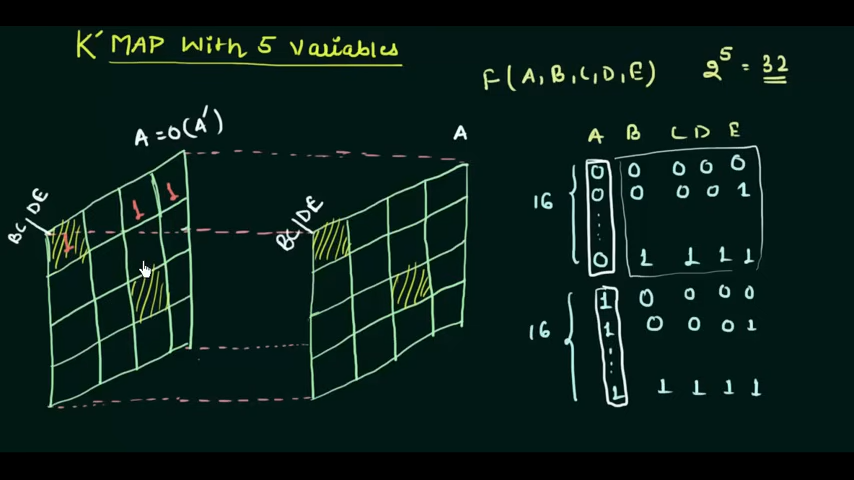 K' MAP With 5 Variables
F(A,B,C,D,E) 2^5 = 32
A = 0(A')
A
BC/DE
1 1
1
BC/DE
A B C D E
16
0 0 0 0 0
0 0 0 0 1
0 1 1 1 1
16
1 0 0 0 0
1 0 0 0 1
1 1 1 1 1